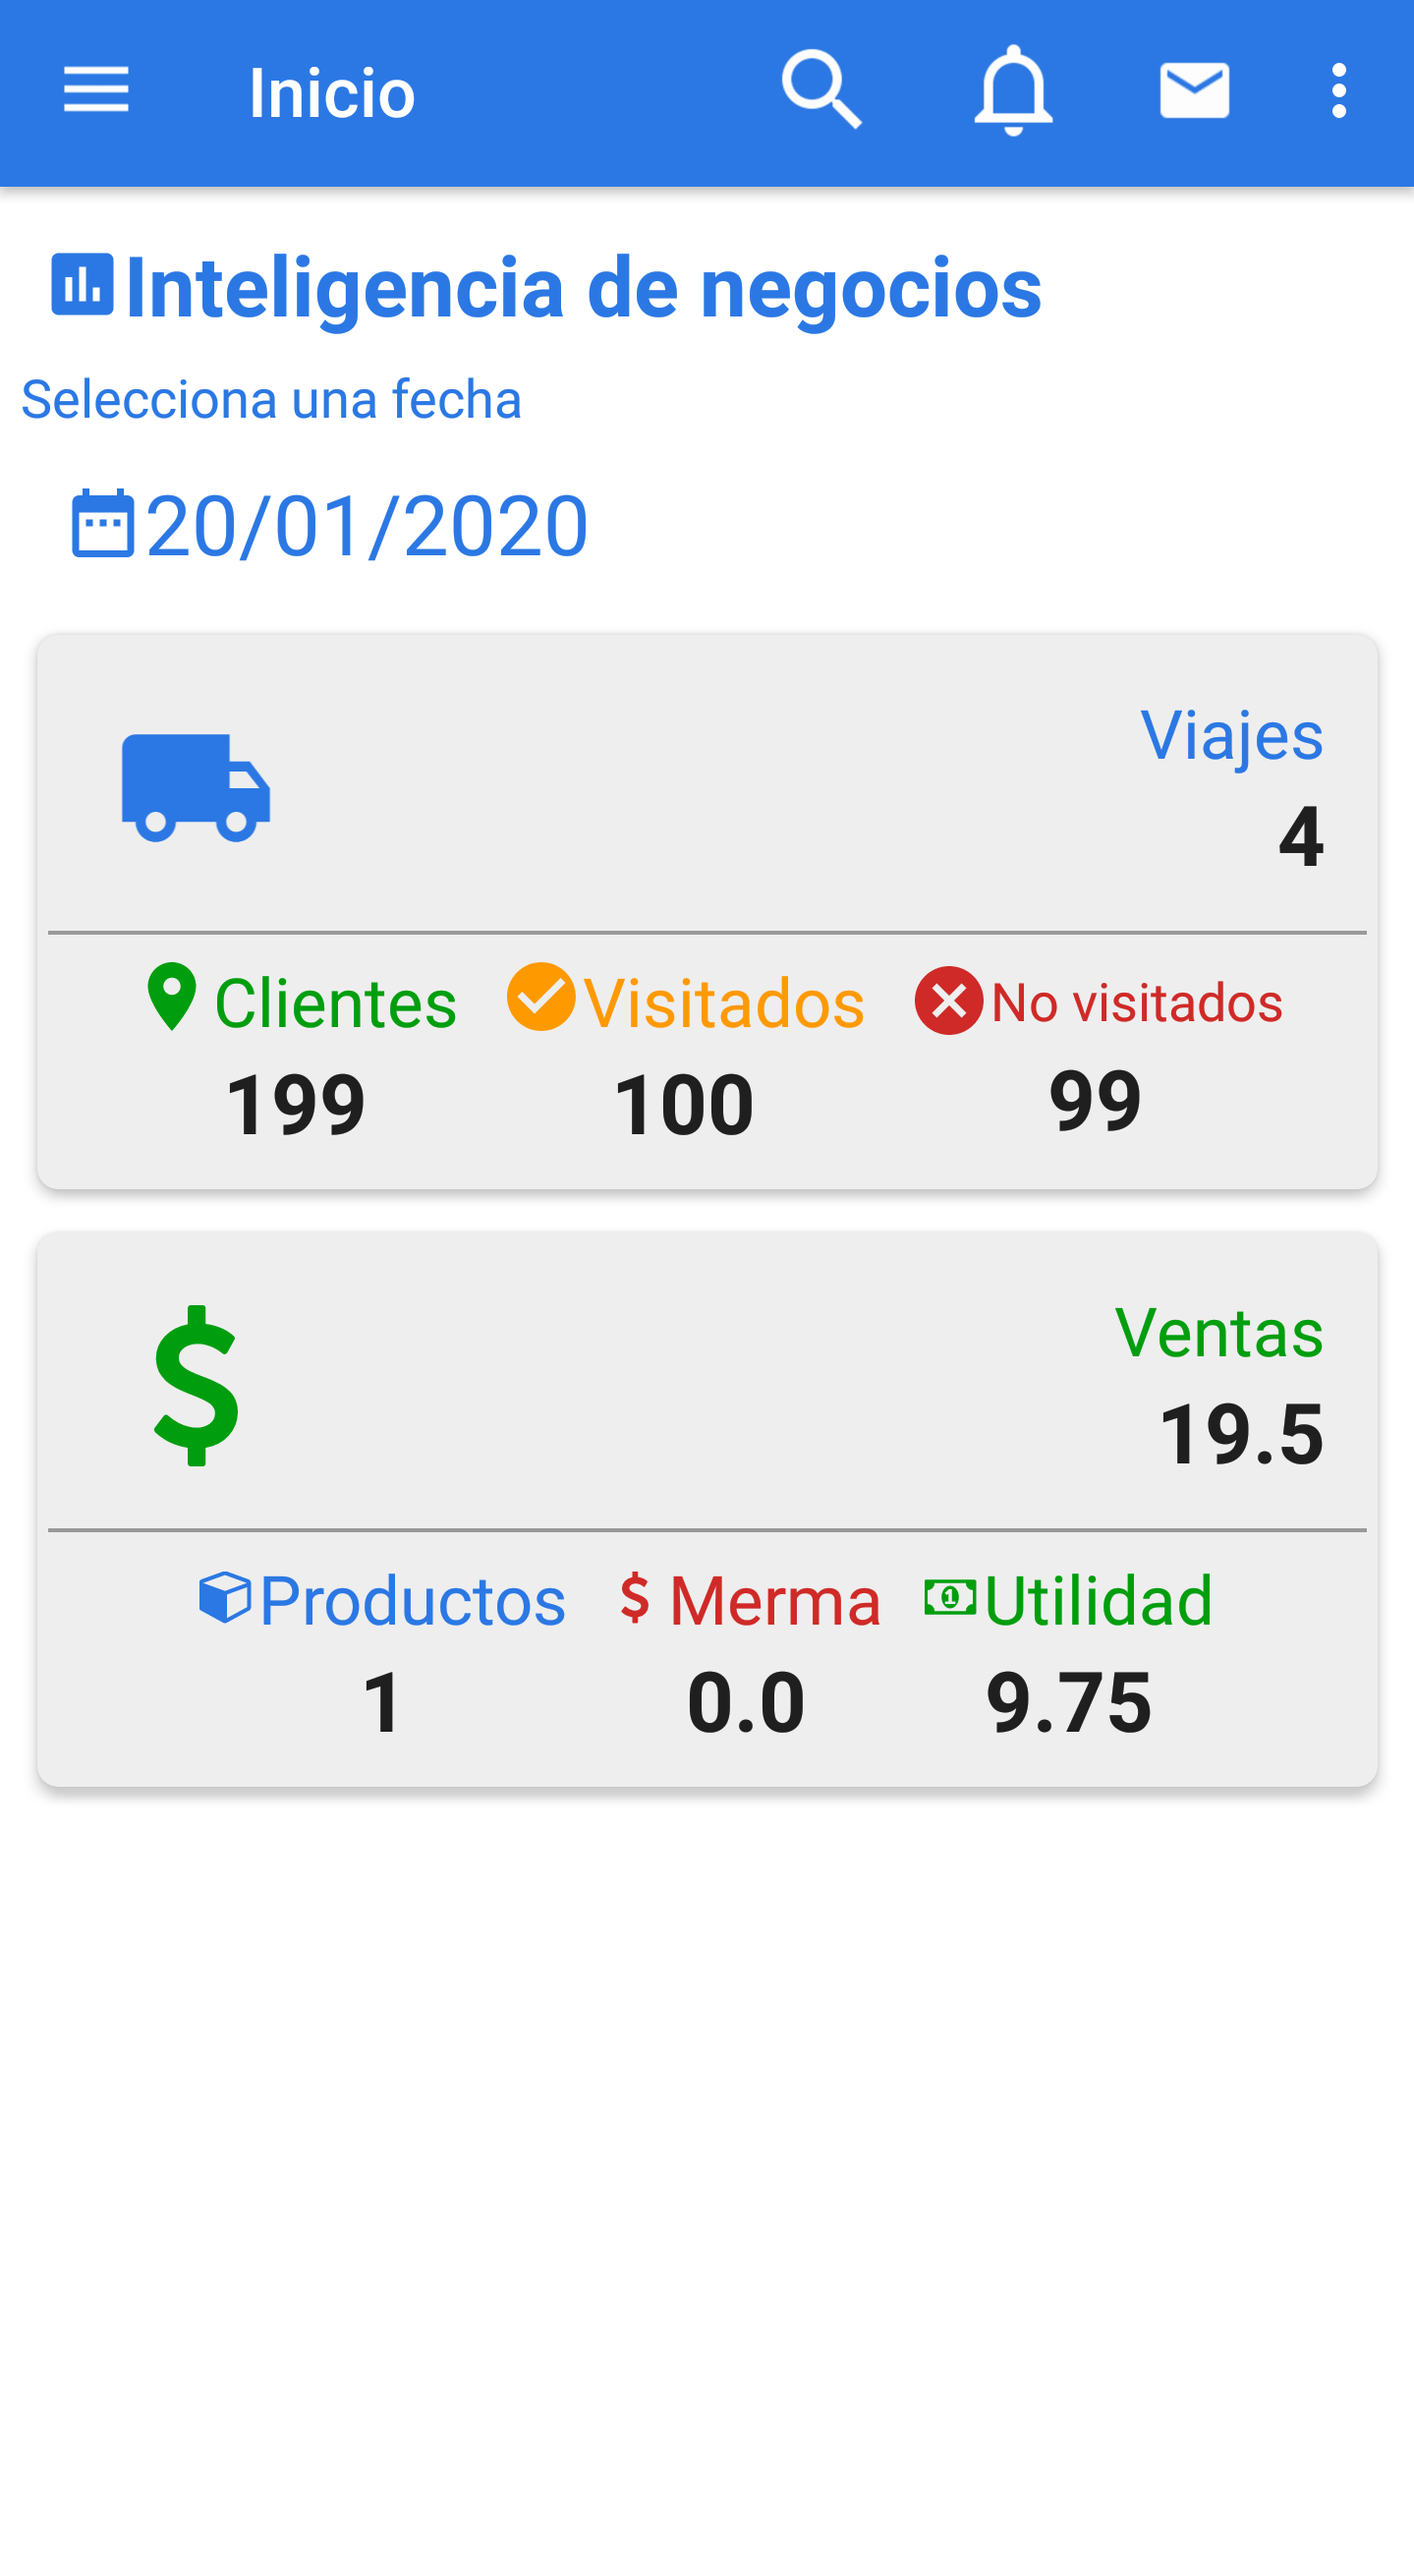 Inicio
Inteligencia de negocios
Selecciona una fecha
20/01/2020
Viajes
4
Clientes Visitados No visitados
199 100 99
Ventas
19.5
Productos Merma Utilidad
1 0.0 9.75